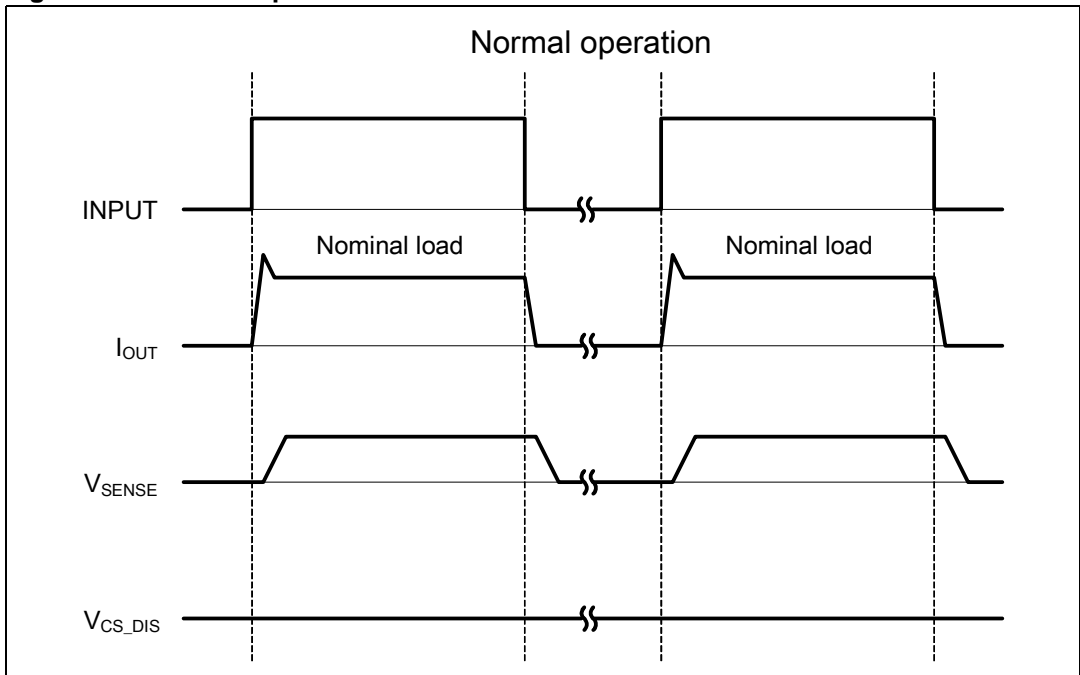 Normal operation
INPUT
Nominal load Nominal load
IOUT
VSENSE
VCS_DIS